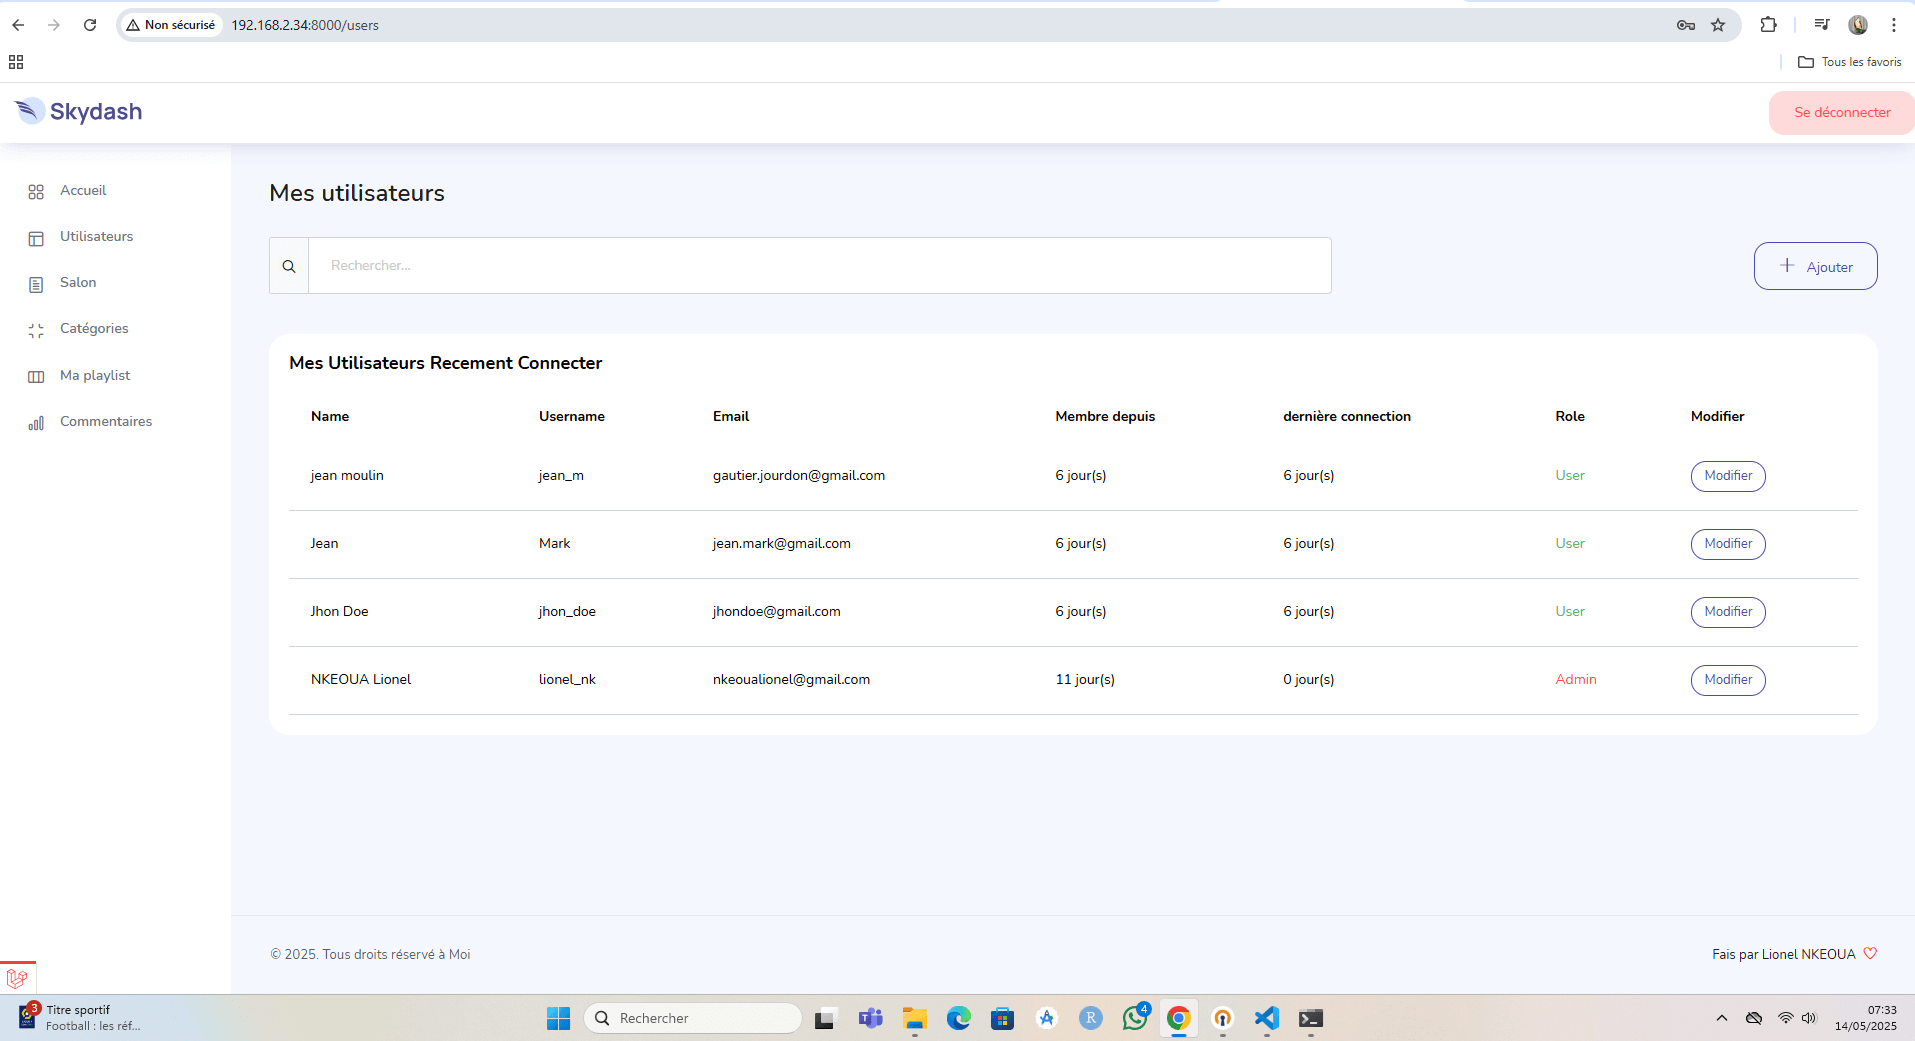 Non sécurisé 192.168.2.34:8000/users
Tous les favoris
Skydash
Se déconnecter
Accueil
Utilisateurs
Salon
Catégories
Ma playlist
Commentaires
Mes utilisateurs
Rechercher...
Ajouter
Mes Utilisateurs Recement Connecter
Name Username Email Membre depuis dernière connection Role Modifier
jean moulin jean_m gautier.jourdon@gmail.com 6 jour(s) 6 jour(s) User Modifier
Jean Mark jean.mark@gmail.com 6 jour(s) 6 jour(s) User Modifier
Jhon Doe jhon_doe jhondoe@gmail.com 6 jour(s) 6 jour(s) User Modifier
NKEOUA Lionel lionel_nk nkeoualionel@gmail.com 11 jour(s) 0 jour(s) Admin Modifier
© 2025. Tous droits réservé à Moi
Fais par Lionel NKEOUA
3
Titre sportif
Football : les réf...
Rechercher
4
07:33
14/05/2025